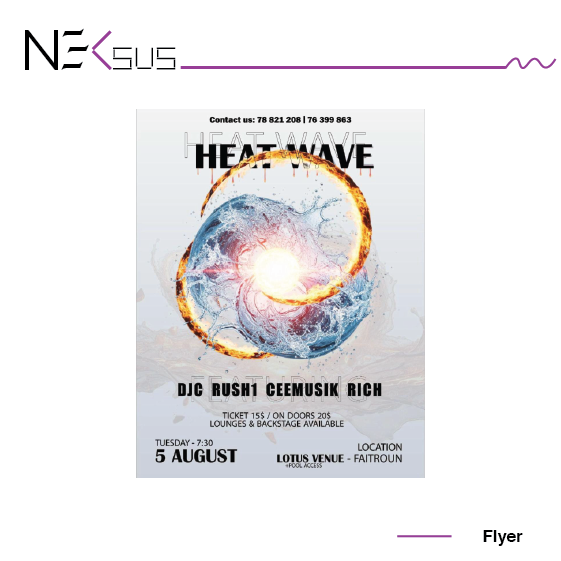 NEKSUS
Contact us: 78 821 208 | 76 399 863
HEAT WAVE
HEAT WAVE
FEATURING
DJC RUSH1 CEEMUSIK RICH
TICKET 15$ / ON DOORS 20$
LOUNGES & BACKSTAGE AVAILABLE
TUESDAY - 7:30
5 AUGUST
LOCATION
LOTUS VENUE - FAITROUN
+POOL ACCESS
Flyer